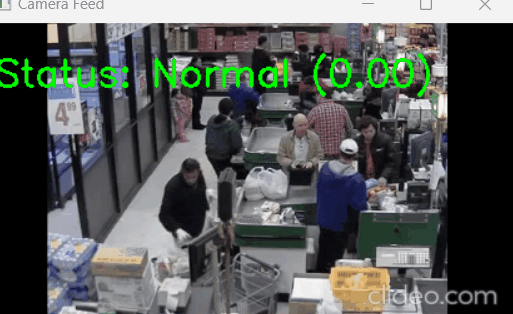 Camera Feed
Status: Normal (0.00)
4.99
clideo.com